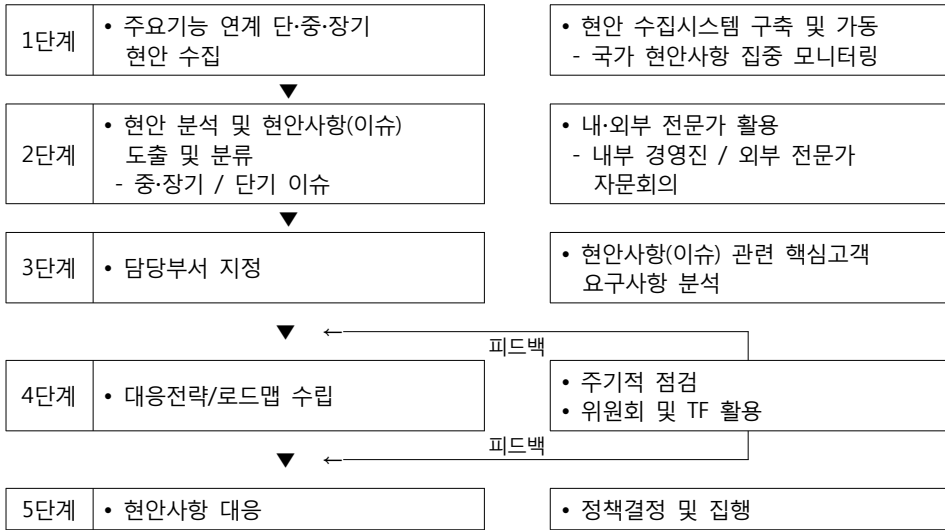 1단계
• 주요기능 연계 단·중·장기
현안 수집
• 현안 수집시스템 구축 및 가동
- 국가 현안사항 집중 모니터링
▼
2단계
• 현안 분석 및 현안사항(이슈)
도출 및 분류
- 중·장기 / 단기 이슈
• 내·외부 전문가 활용
- 내부 경영진 / 외부 전문가
자문회의
▼
3단계
• 담당부서 지정
• 현안사항(이슈) 관련 핵심고객
요구사항 분석
▼ ←
피드백
4단계
• 대응전략/로드맵 수립
• 주기적 점검
• 위원회 및 TF 활용
피드백
▼ ←
5단계
• 현안사항 대응
• 정책결정 및 집행